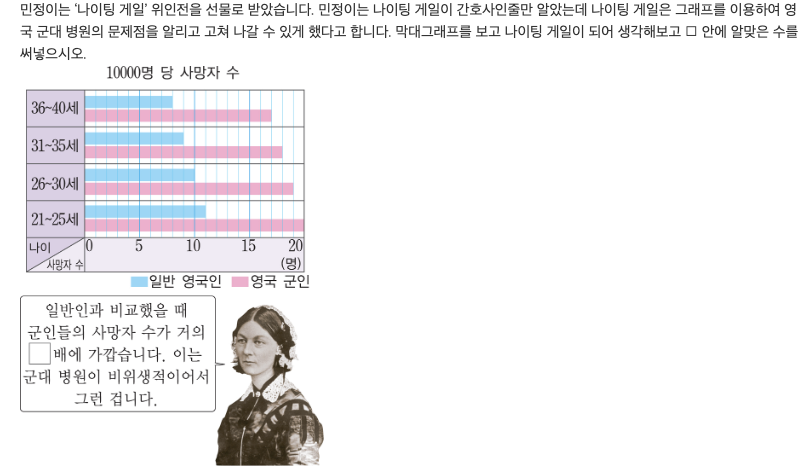 민정이는 ‘나이팅 게일’ 위인전을 선물로 받았습니다. 민정이는 나이팅 게일이 간호사인줄만 알았는데 나이팅 게일은 그래프를 이용하여 영
국 군대 병원의 문제점을 알리고 고쳐 나갈 수 있게 했다고 합니다. 막대그래프를 보고 나이팅 게일이 되어 생각해보고 □ 안에 알맞은 수를
써넣으시오.
10000명 당 사망자 수
36~40세
31~35세
26~30세
21~25세
나이
사망자 수
0 5 10 15 20
(명)
일반 영국인 영국 군인
일반인과 비교했을 때
군인들의 사망자 수가 거의
□배에 가깝습니다. 이는
군대 병원이 비위생적이어서
그런 겁니다.